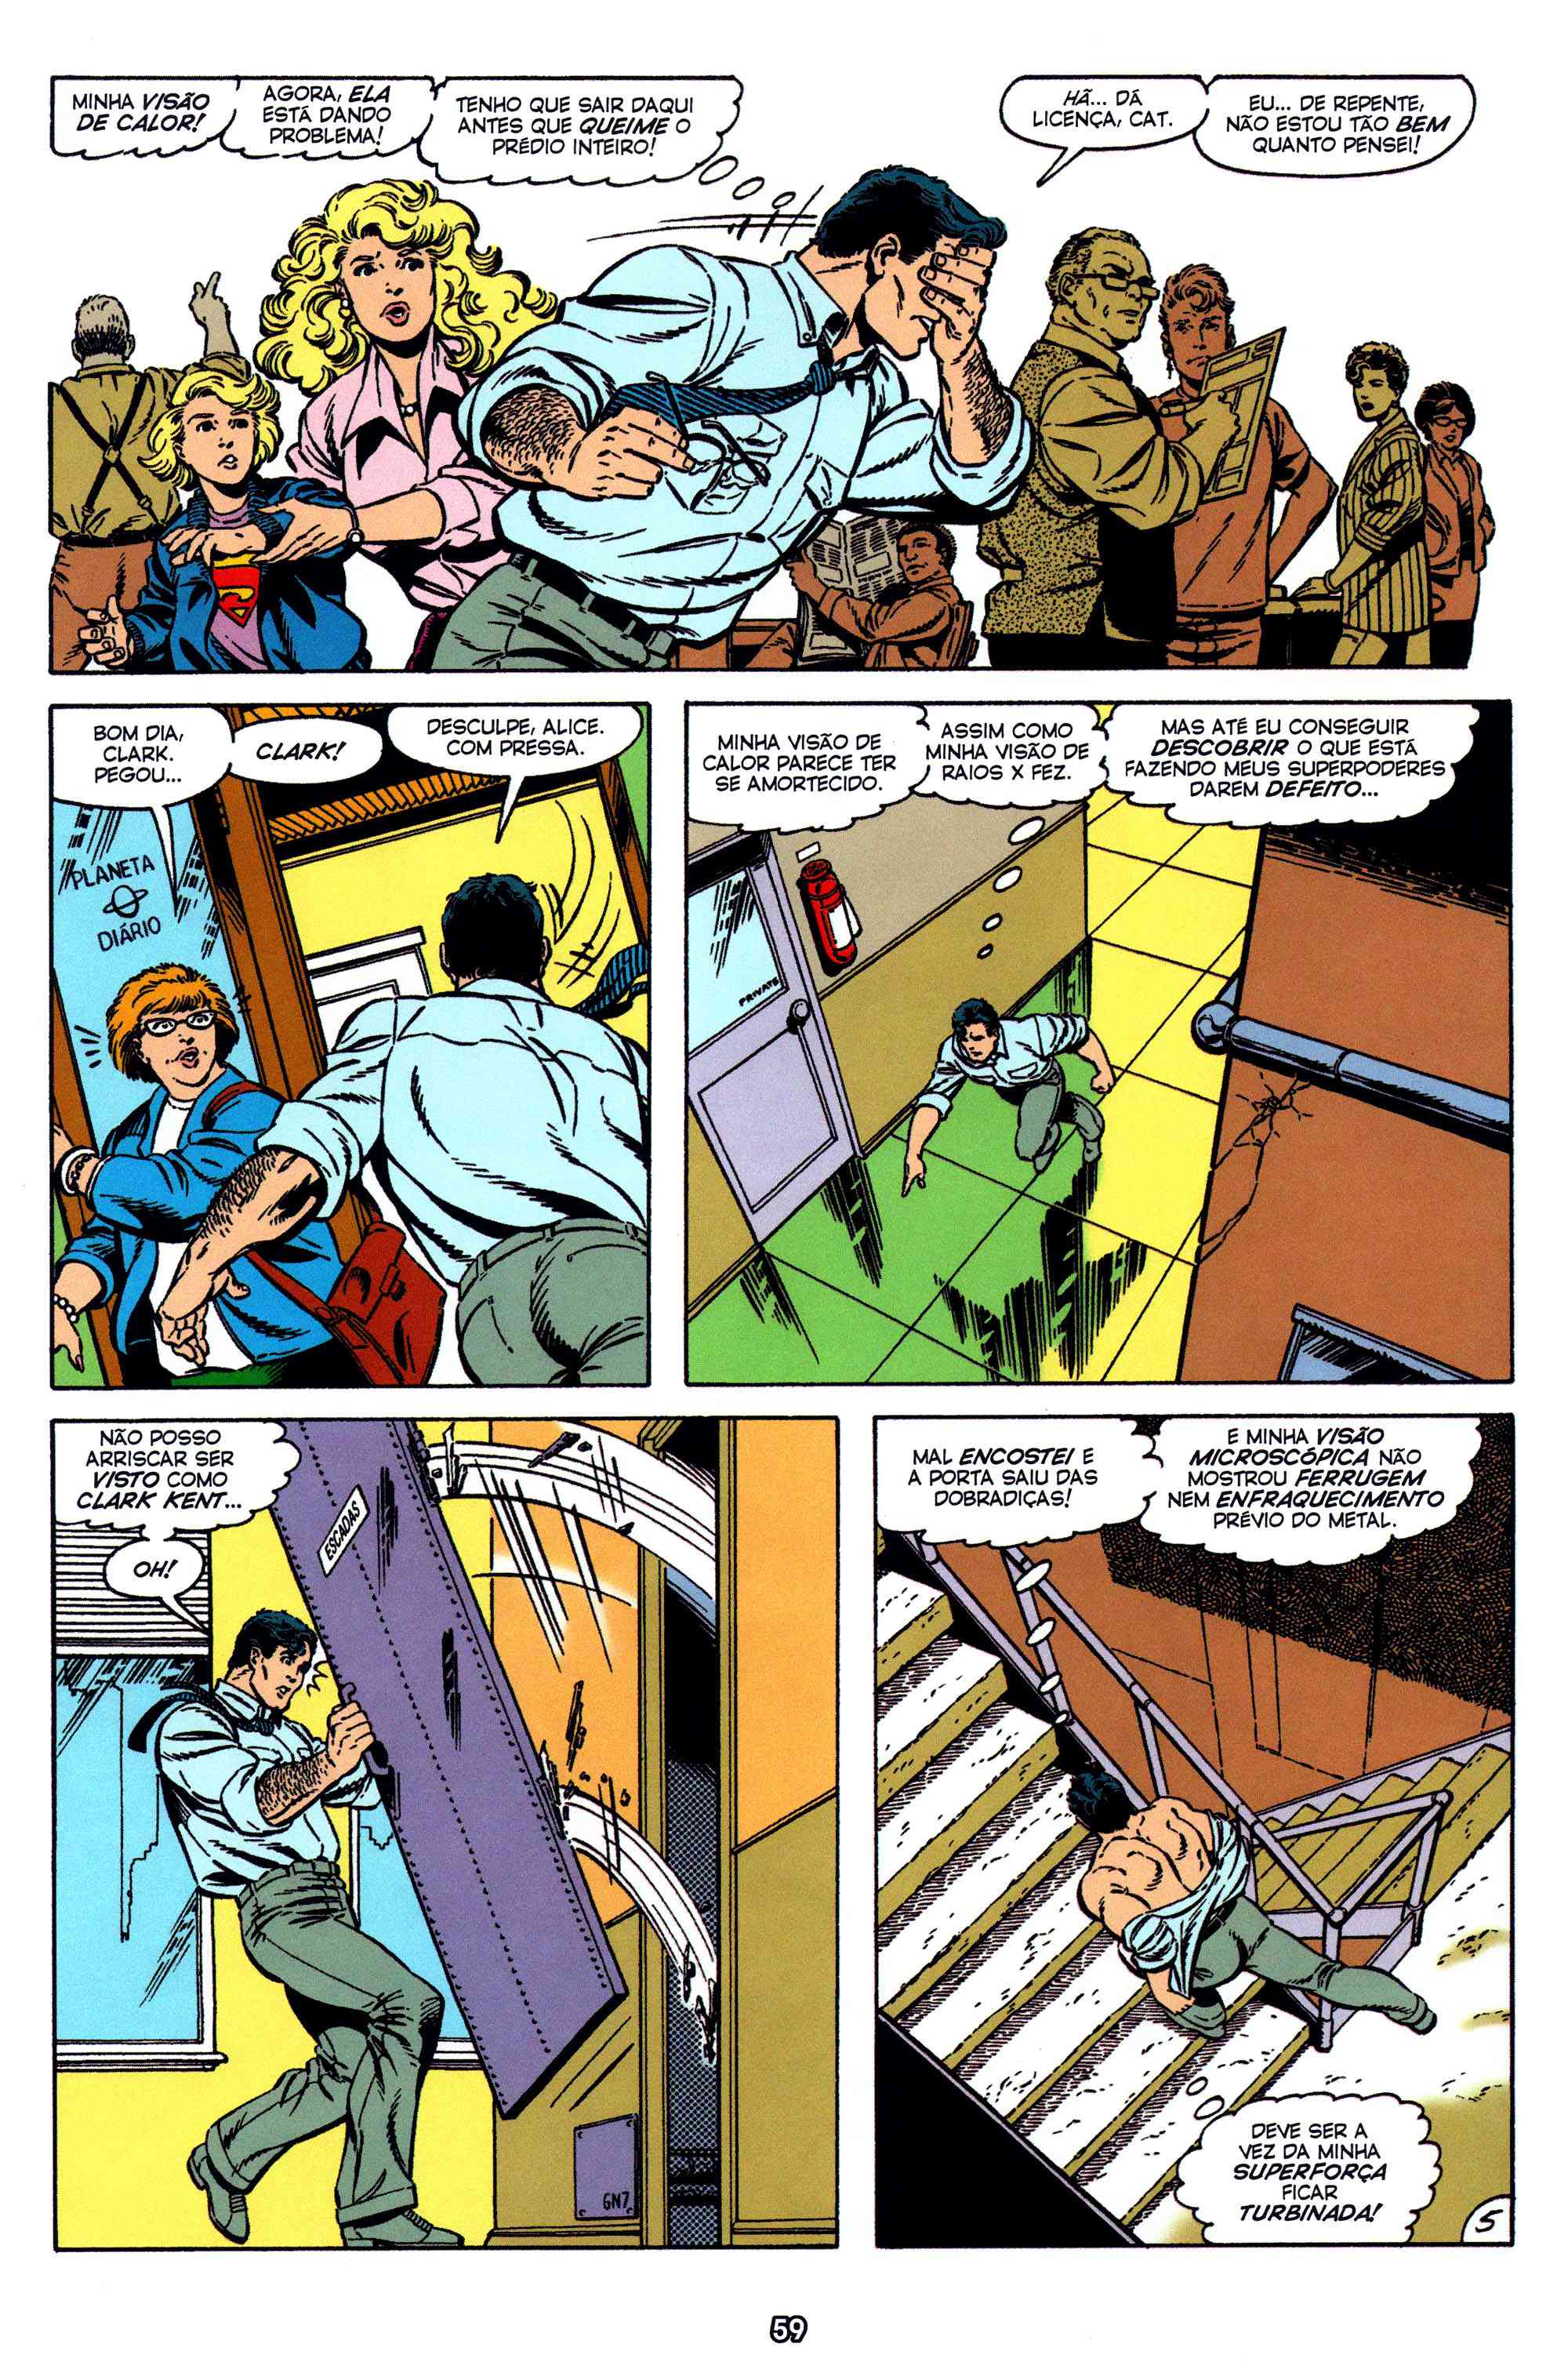 MINHA VISÃO
DE CALOR!
AGORA, ELA
ESTÁ DANDO
PROBLEMA!
TENHO QUE SAIR DAQUI
ANTES QUE QUEIME O
PRÉDIO INTEIRO!
HÃ... DÁ
LICENÇA, CAT.
EU... DE REPENTE,
NÃO ESTOU TÃO BEM
QUANTO PENSEI!
BOM DIA,
CLARK.
PEGOU...
CLARK!
DESCULPE, ALICE.
COM PRESSA.
PLANETA
DIÁRIO
MINHA VISÃO DE
CALOR PARECE TER
SE AMORTECIDO.
ASSIM COMO
MINHA VISÃO DE
RAIOS X FEZ.
MAS ATÉ EU CONSEGUIR
DESCOBRIR O QUE ESTÁ
FAZENDO MEUS SUPERPODERES
DAREM DEFEITO...
PRIVATE
NÃO POSSO
ARRISCAR SER
VISTO COMO
CLARK KENT...
OH!
ESCADAS
GN7
MAL ENCOSTEI E
A PORTA SAIU DAS
DOBRADIÇAS!
E MINHA VISÃO
MICROSCÓPICA NÃO
MOSTROU FERRUGEM
NEM ENFRAQUECIMENTO
PRÉVIO DO METAL.
DEVE SER A
VEZ DA MINHA
SUPERFORÇA
FICAR
TURBINADA!
5
59